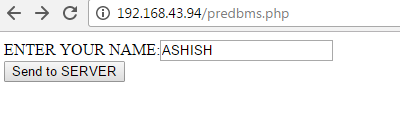 192.168.43.94/predbms.php
ENTER YOUR NAME:ASHISH
Send to SERVER